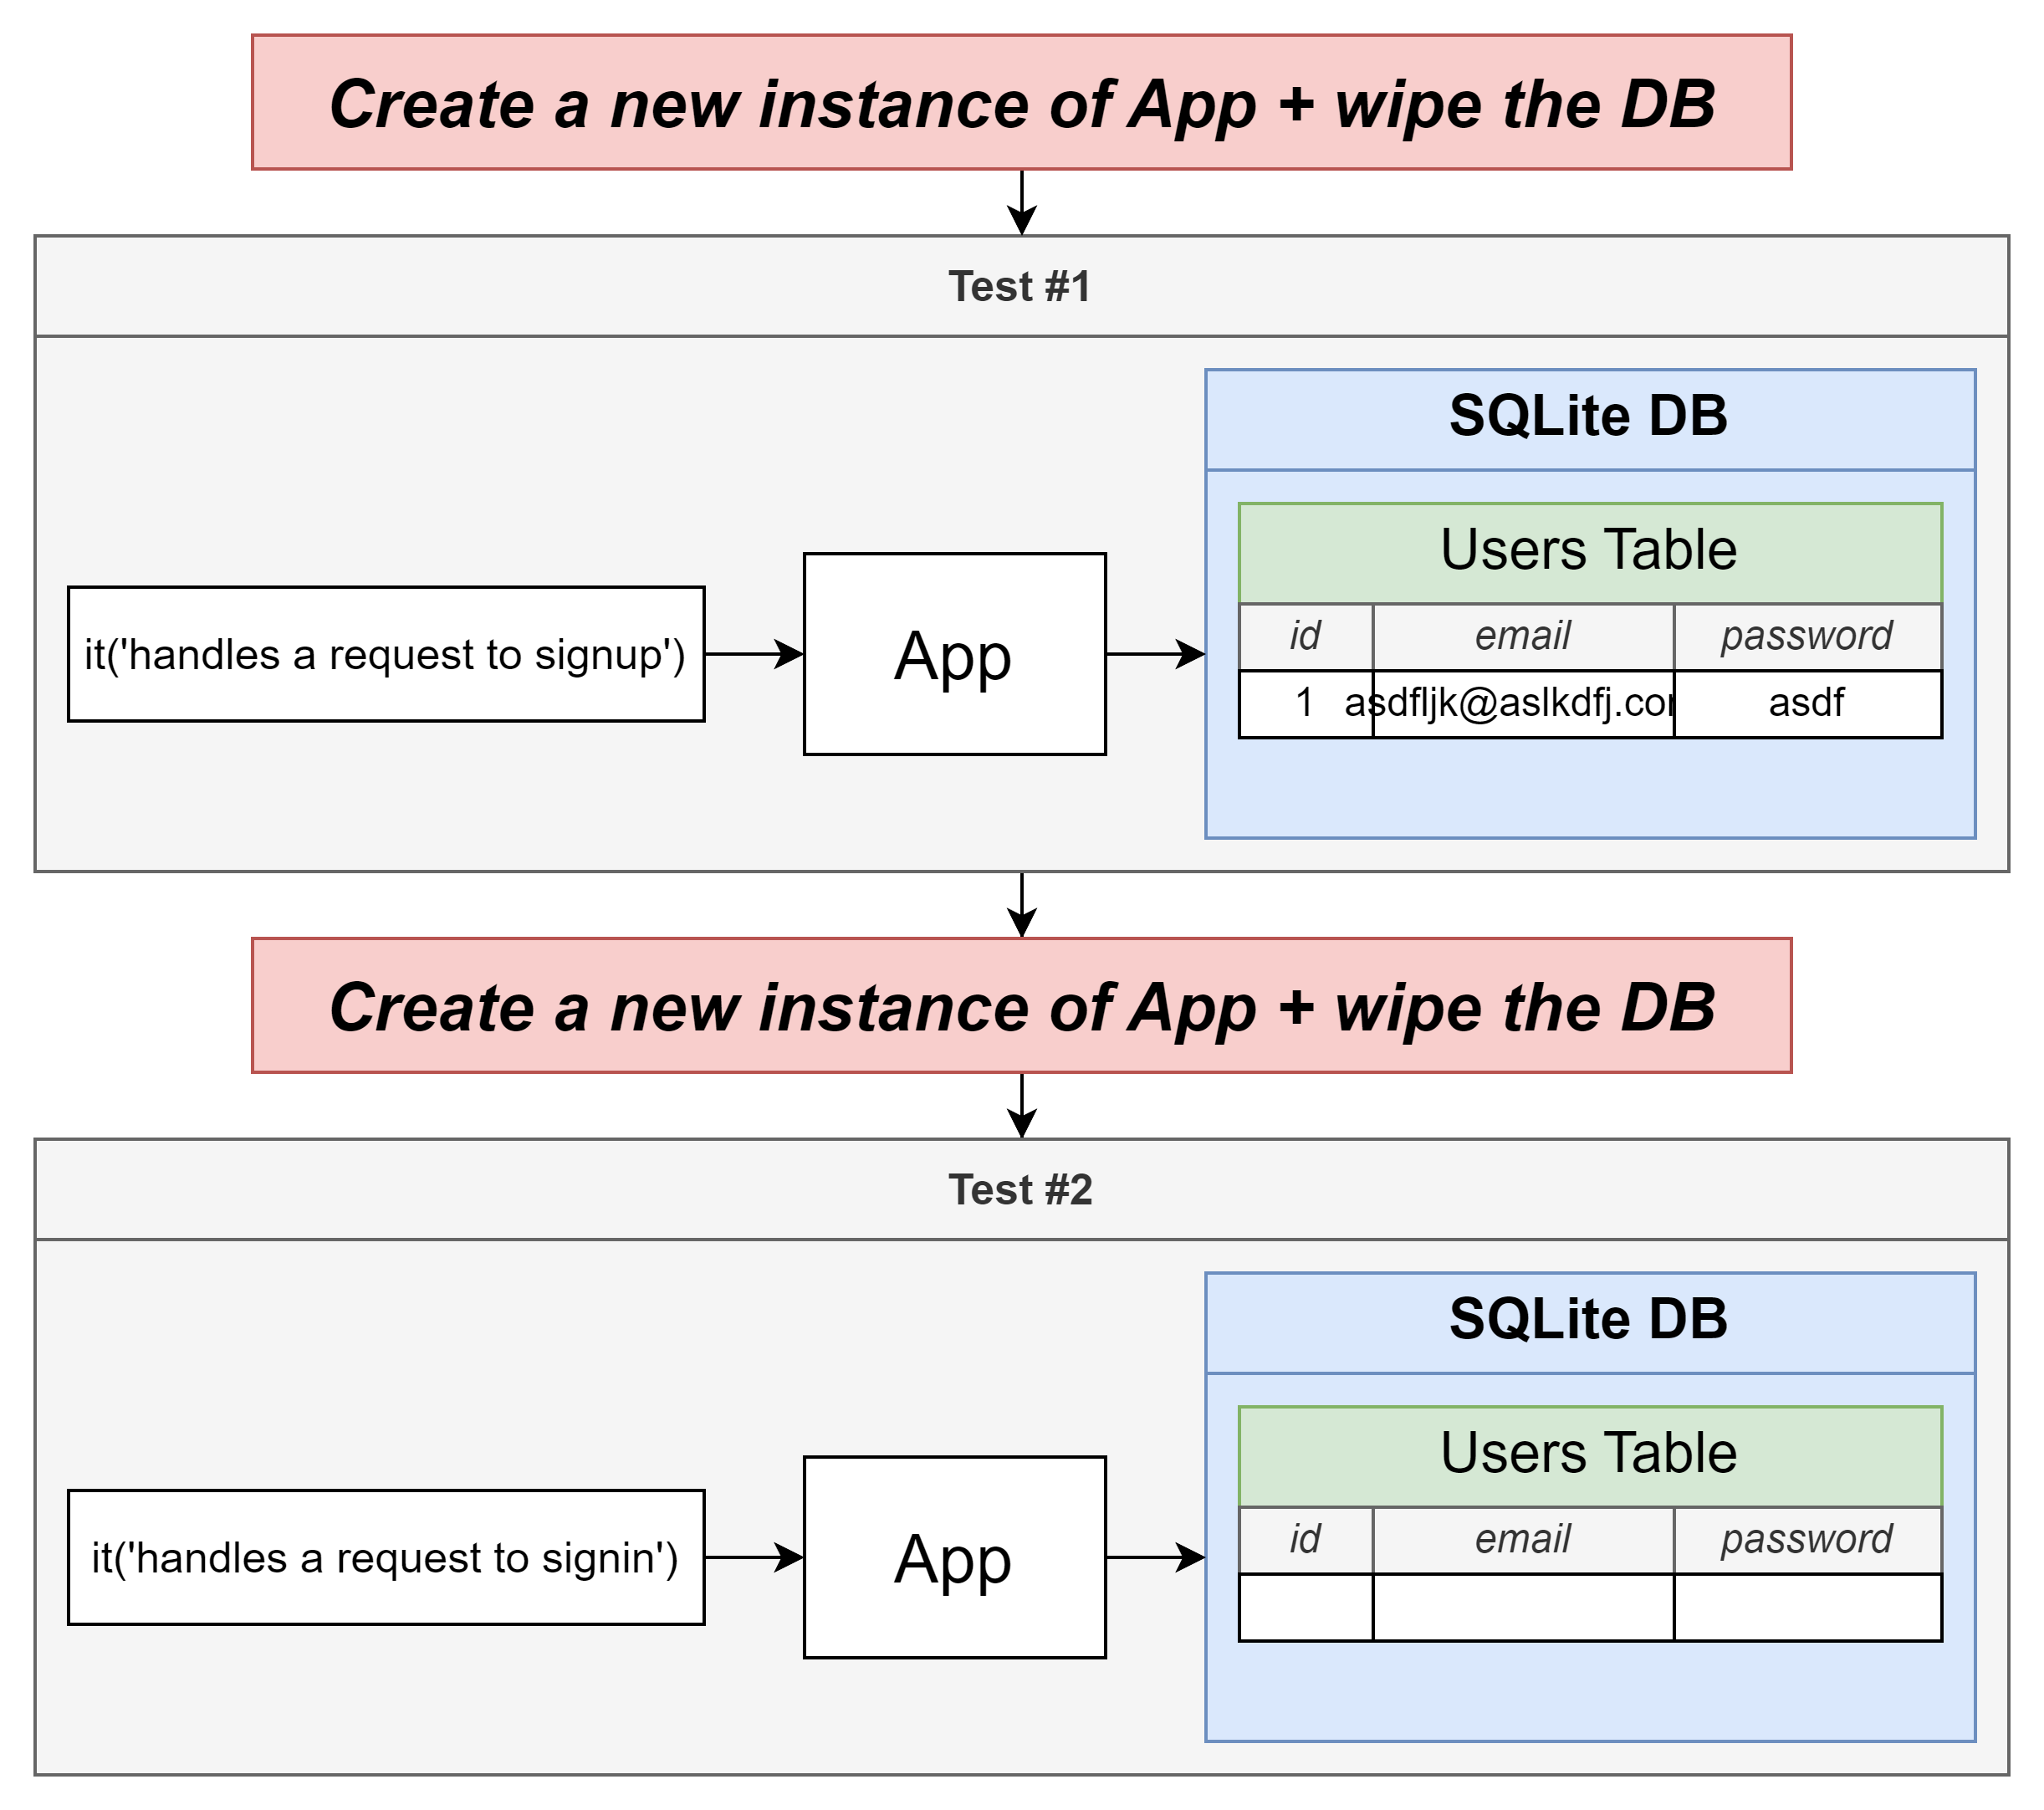 Create a new instance of App + wipe the DB
Test #1
SQLite DB
Users Table
id email password
it('handles a request to signup')
App
1 asdfljk@aslkdfj.cor asdf
Create a new instance of App + wipe the DB
Test #2
SQLite DB
Users Table
id email password
it('handles a request to signin')
App